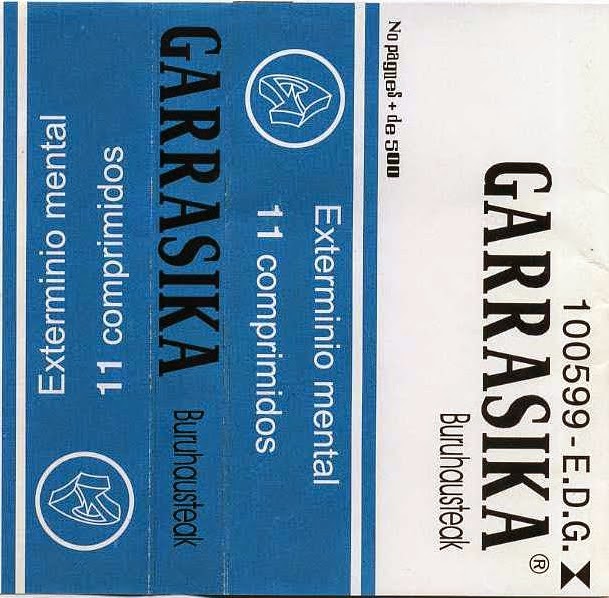 100599 - E.D.G.
GARRASIKA®
Buruhausteak
No pagues + de 500
Exterminio mental
11 comprimidos
GARRASIKA
Buruhausteak
11 comprimidos
Exterminio mental